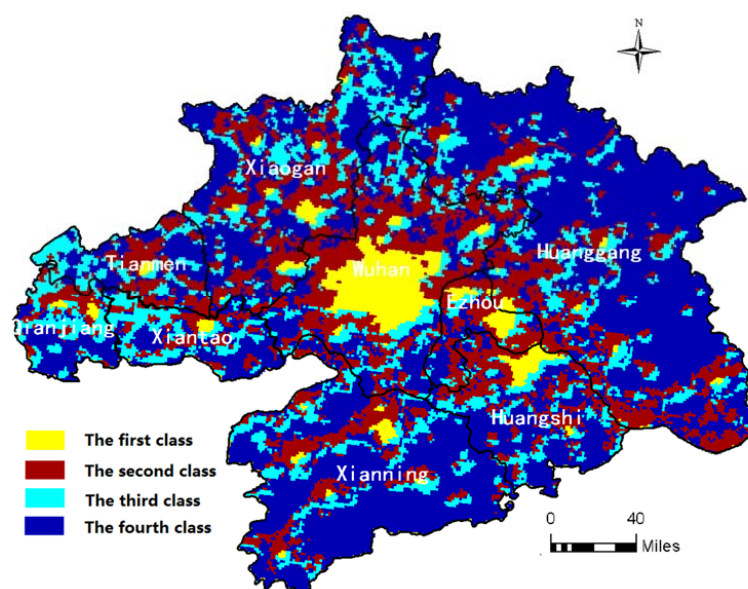 N
Xiaogan
Huanggang
Wuhan
Tianmen
Ezhou
Xiantao
Huangshi
Xianning
The first class
The second class
The third class
The fourth class
0 40
Miles